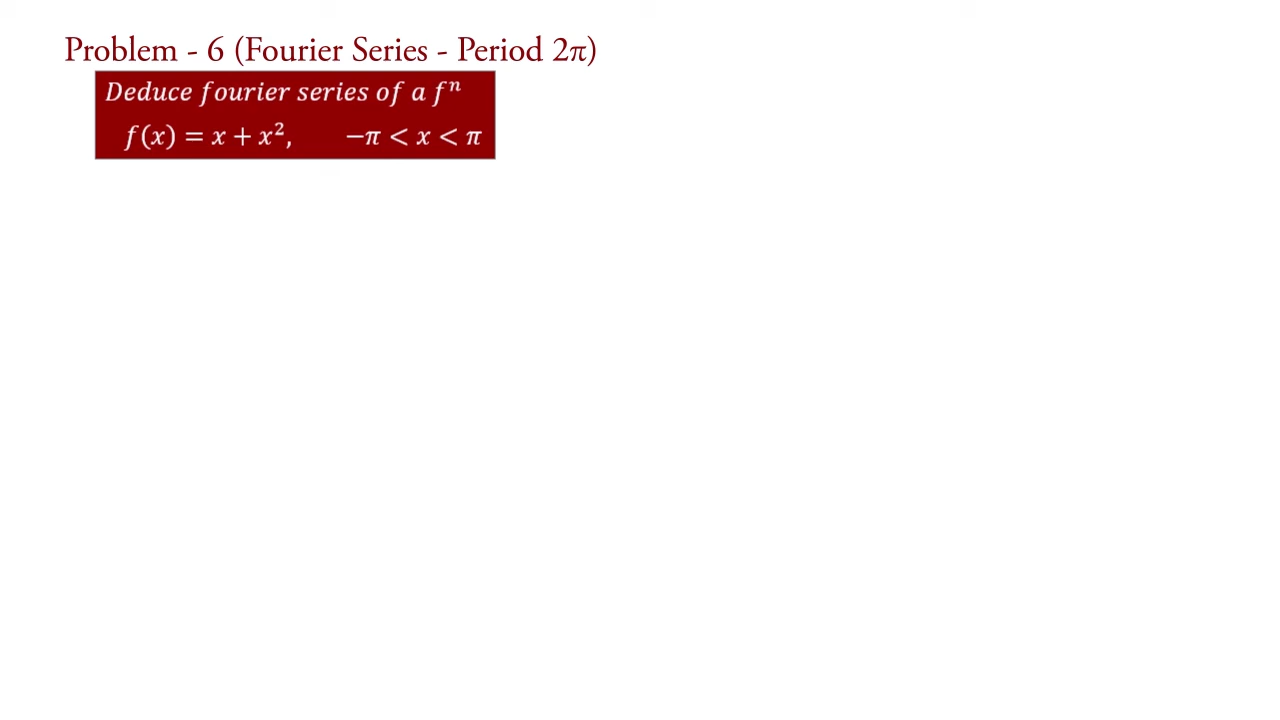 Problem - 6 (Fourier Series - Period 2π)
Deduce fourier series of a fⁿ
f(x) = x + x², −π < x < π